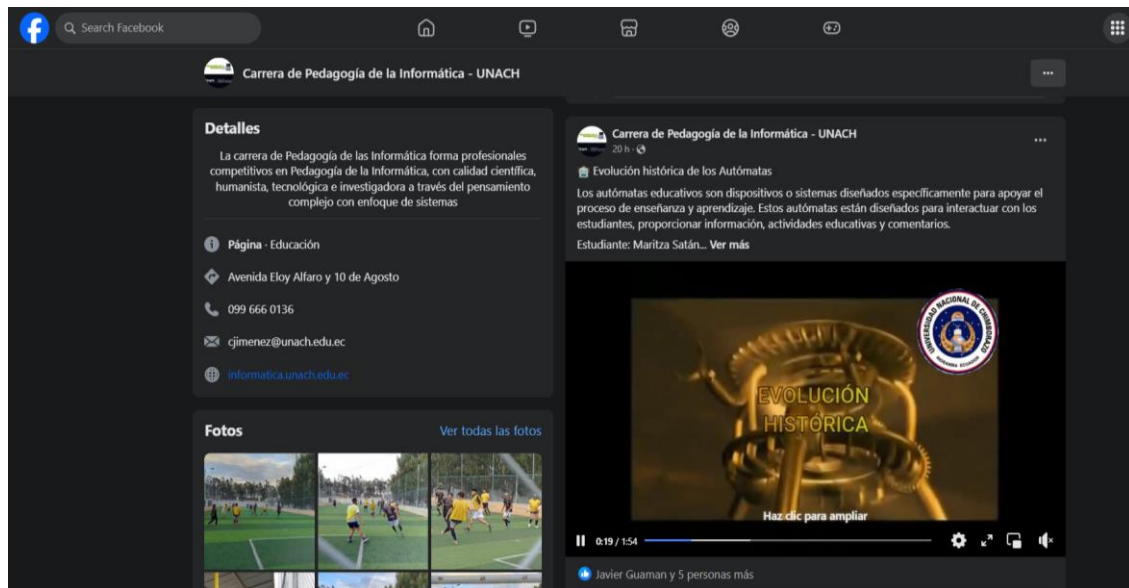 Search Facebook
Carrera de Pedagogía de la Informática - UNACH
Detalles
La carrera de Pedagogía de las Informática forma profesionales
competitivos en Pedagogía de la Informática, con calidad científica,
humanista, tecnológica e investigadora a través del pensamiento
complejo con enfoque de sistemas
Página · Educación
Avenida Eloy Alfaro y 10 de Agosto
099 666 0136
cjimenez@unach.edu.ec
informatica.unach.edu.ec
Fotos
Ver todas las fotos
Carrera de Pedagogía de la Informática - UNACH
20 h ·
Evolución histórica de los Autómatas
Los autómatas educativos son dispositivos o sistemas diseñados específicamente para apoyar el
proceso de enseñanza y aprendizaje. Estos autómatas están diseñados para interactuar con los
estudiantes, proporcionar información, actividades educativas y comentarios.
Estudiante: Maritza Satán... Ver más
UNIVERSIDAD NACIONAL DE CHIMBORAZO
RIOBAMBA ECUADOR
EVOLUCIÓN
HISTÓRICA
Haz clic para ampliar
0:19 / 1:54
Javier Guaman y 5 personas más